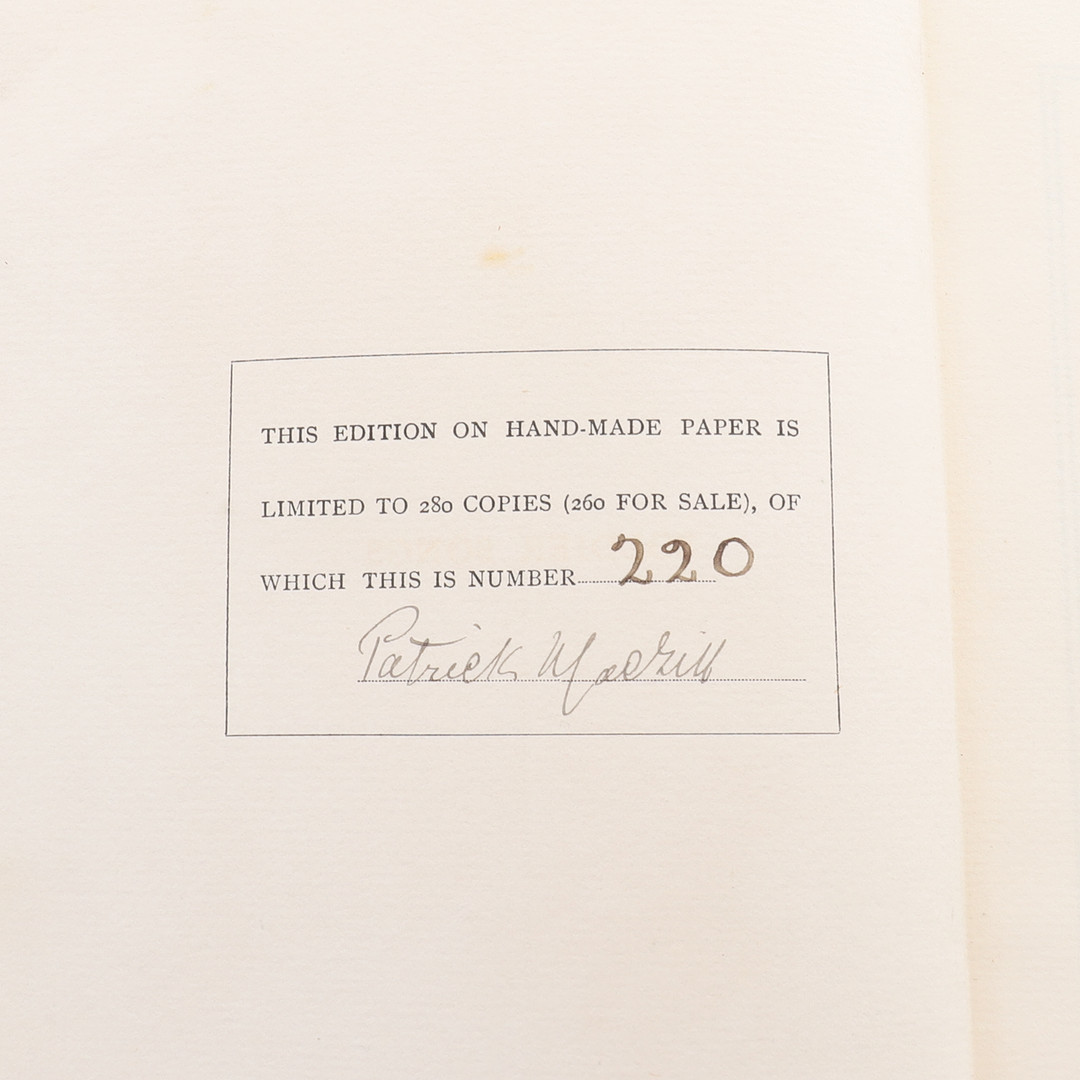 THIS EDITION ON HAND-MADE PAPER IS
LIMITED TO 280 COPIES (260 FOR SALE), OF
WHICH THIS IS NUMBER 220
Patrick MacGill